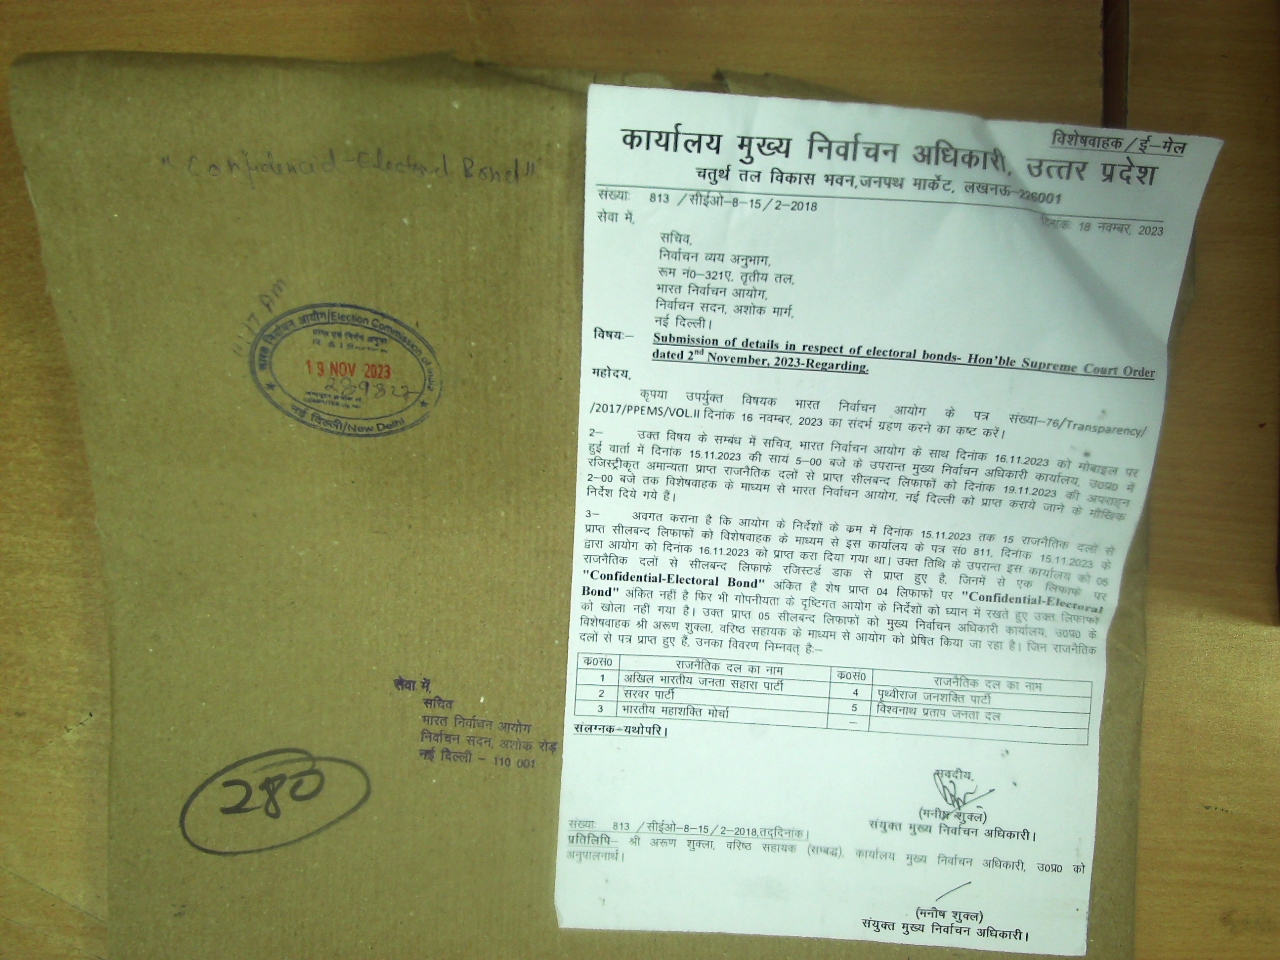 "Confidencial-Electoral Bond"
भारत निर्वाचन आयोग/Election Commission of India
19 NOV 2023
नई दिल्ली/New Delhi
सेवा में,
सचिव
भारत निर्वाचन आयोग
निर्वाचन सदन, अशोक रोड़
नई दिल्ली - 110 001
280
विशेषवाहक/ई-मेल
कार्यालय मुख्य निर्वाचन अधिकारी, उत्तर प्रदेश
चतुर्थ तल विकास भवन,जनपथ मार्केट, लखनऊ-226001
संख्या: 813 /सीईओ-8-15/2-2018
दिनांक: 18 नवम्बर, 2023
सेवा में,
सचिव,
निर्वाचन व्यय अनुभाग,
रूम नं0-321ए, तृतीय तल,
भारत निर्वाचन आयोग,
निर्वाचन सदन, अशोक मार्ग,
नई दिल्ली।
विषयः- Submission of details in respect of electoral bonds- Hon'ble Supreme Court Order
dated 2nd November, 2023-Regarding.
महोदय,
कृपया उपर्युक्त विषयक भारत निर्वाचन आयोग के पत्र संख्या-76/Transparency/
/2017/PPEMS/VOL.II दिनांक 16 नवम्बर, 2023 का संदर्भ ग्रहण करने का कष्ट करें।
2- उक्त विषय के सम्बंध में सचिव, भारत निर्वाचन आयोग के साथ दिनांक 16.11.2023 को मोबाइल पर
हुई वार्ता में दिनांक 15.11.2023 की सायं 5-00 बजे के उपरान्त मुख्य निर्वाचन अधिकारी कार्यालय, उ0प्र0 में
रजिस्ट्रीकृत अमान्यता प्राप्त राजनैतिक दलों से प्राप्त सीलबन्द लिफाफों को दिनांक 19.11.2023 की अपरान्ह
2-00 बजे तक विशेषवाहक के माध्यम से भारत निर्वाचन आयोग, नई दिल्ली को प्राप्त कराये जाने के मौखिक
निर्देश दिये गये हैं।
3- अवगत कराना है कि आयोग के निर्देशों के क्रम में दिनांक 15.11.2023 तक 15 राजनैतिक दलों से
प्राप्त सीलबन्द लिफाफों को विशेषवाहक के माध्यम से इस कार्यालय के पत्र सं0 811, दिनांक 15.11.2023 के
द्वारा आयोग को दिनांक 16.11.2023 को प्राप्त करा दिया गया था। उक्त तिथि के उपरान्त इस कार्यालय को 05
राजनैतिक दलों से सीलबन्द लिफाफे रजिस्टर्ड डाक से प्राप्त हुए है, जिनमें से एक लिफाफे पर
"Confidential-Electoral Bond" अंकित है शेष प्राप्त 04 लिफाफों पर "Confidential-Electoral
Bond" अंकित नहीं है फिर भी गोपनीयता के दृष्टिगत आयोग के निर्देशों को ध्यान में रखते हुए उक्त लिफाफों
को खोला नहीं गया है। उक्त प्राप्त 05 सीलबन्द लिफाफों को मुख्य निर्वाचन अधिकारी कार्यालय, उ0प्र0 के
विशेषवाहक श्री अरूण शुक्ला, वरिष्ठ सहायक के माध्यम से आयोग को प्रेषित किया जा रहा है। जिन राजनैतिक
दलों से पत्र प्राप्त हुए है, उनका विवरण निम्नवत् है:-
क0सं0 राजनैतिक दल का नाम क0सं0 राजनैतिक दल का नाम
1 अखिल भारतीय जनता सहारा पार्टी 4 पृथ्वीराज जनशक्ति पार्टी
2 सरवर पार्टी 5 विश्वनाथ प्रताप जनता दल
3 भारतीय महाशक्ति मोर्चा -
संलग्नक-यथोपरि।
भवदीय,
(मनीष शुक्ल)
संयुक्त मुख्य निर्वाचन अधिकारी।
संख्या: 813 /सीईओ-8-15/2-2018,तद्दिनांक।
प्रतिलिपि- श्री अरूण शुक्ला, वरिष्ठ सहायक (सम्बद्ध), कार्यालय मुख्य निर्वाचन अधिकारी, उ0प्र0 को
अनुपालनार्थ।
(मनीष शुक्ल)
संयुक्त मुख्य निर्वाचन अधिकारी।